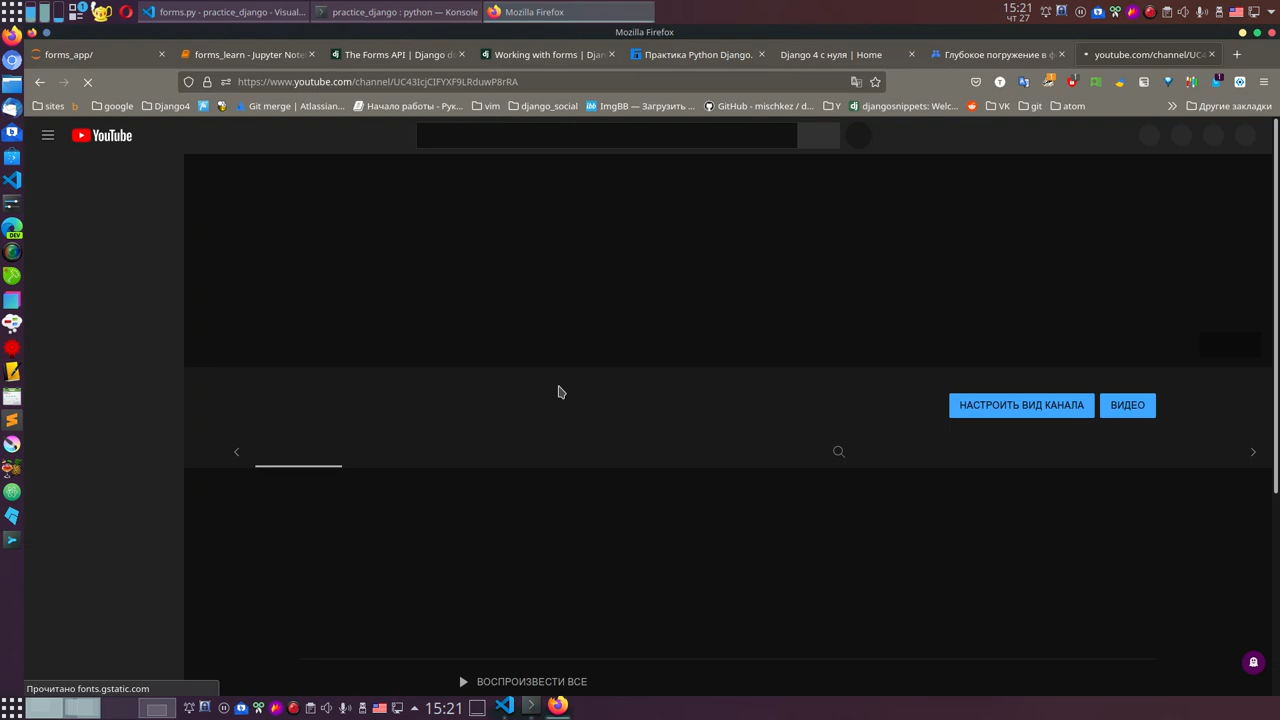 forms.py - practice_django - Visual...
practice_django : python — Konsole
Mozilla Firefox
15:21
чт 27
Mozilla Firefox
forms_app/
forms_learn - Jupyter Note
The Forms API | Django d
Working with forms | Djan
Практика Python Django.
Django 4 с нуля | Home
Глубокое погружение в ф
youtube.com/channel/UC4
https://www.youtube.com/channel/UC43IcjCIFYXF9LRduwP8rRA
sites
google
Django4
Git merge | Atlassian...
Начало работы - Рук...
vim
django_social
ImgBB — Загрузить ...
GitHub - mischkez / d...
Y
djangosnippets: Welc...
VK
git
atom
Другие закладки
YouTube
DEV
НАСТРОИТЬ ВИД КАНАЛА
ВИДЕО
ВОСПРОИЗВЕСТИ ВСЕ
Прочитано fonts.gstatic.com
15:21